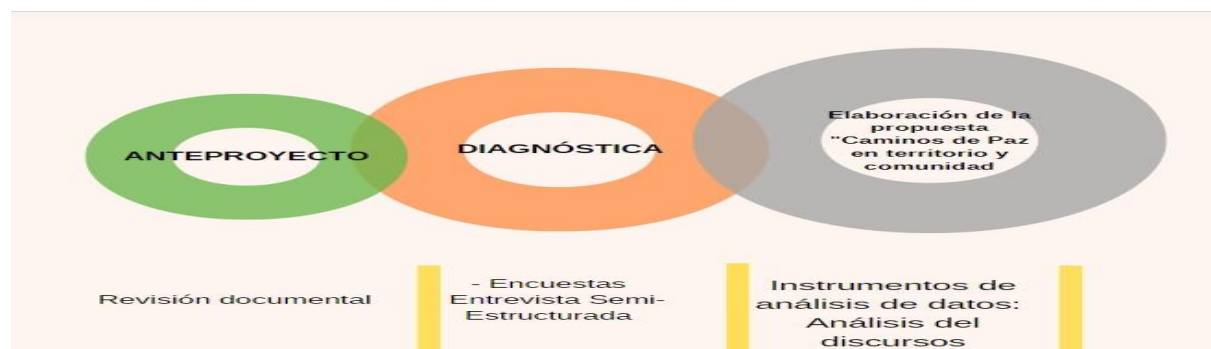 ANTEPROYECTO
DIAGNÓSTICA
Elaboración de la
propuesta
"Caminos de Paz
en territorio y
comunidad
Revisión documental
- Encuestas
Entrevista Semi-
Estructurada
Instrumentos de
análisis de datos:
Análisis del
discursos